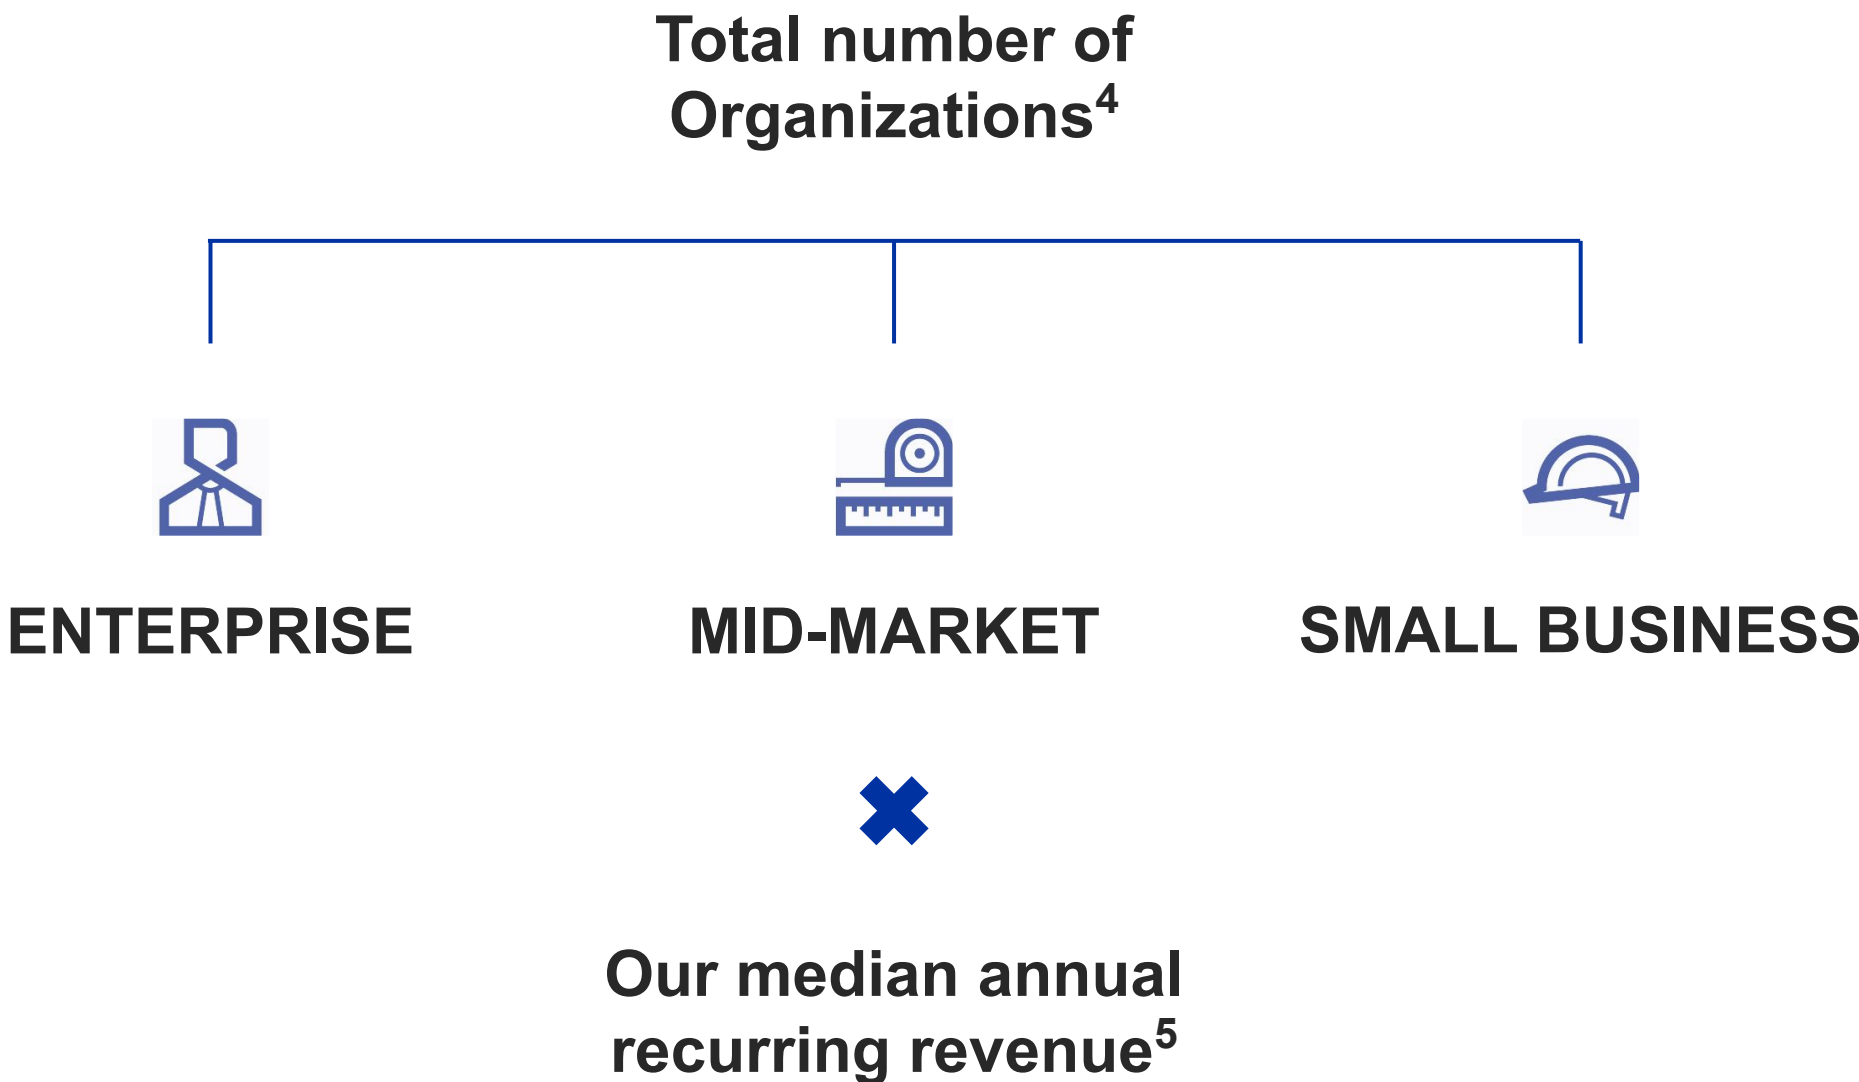 Total number of
Organizations⁴
ENTERPRISE
MID-MARKET
SMALL BUSINESS
Our median annual
recurring revenue⁵